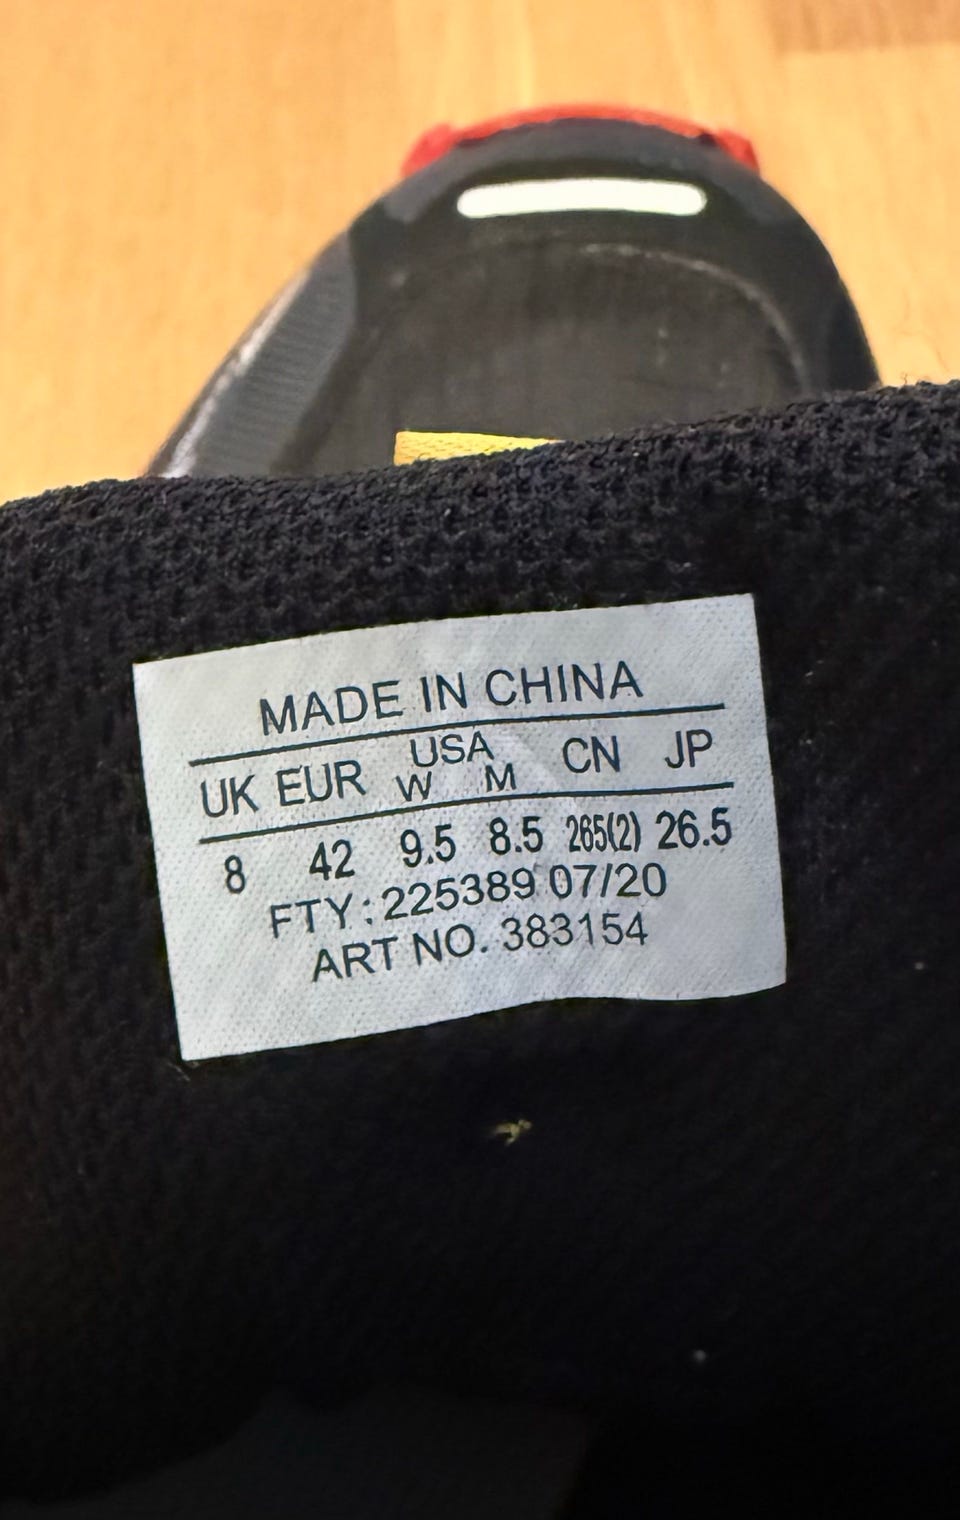 MADE IN CHINA
UK EUR USA CN JP
W M
8 42 9.5 8.5 265(2) 26.5
FTY: 225389 07/20
ART NO. 383154